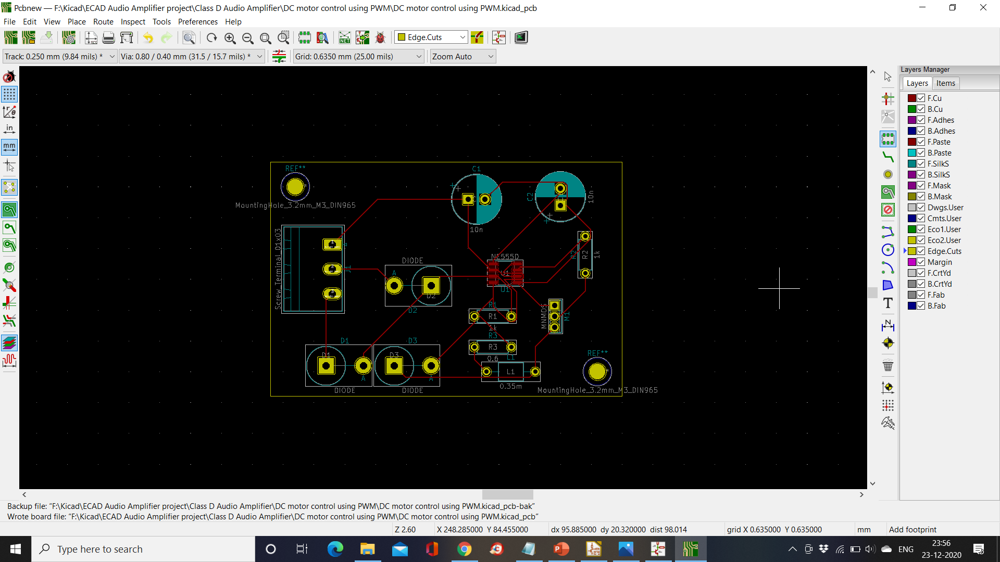 Pcbnew — F:\Kicad\ECAD Audio Amplifier project\Class D Audio Amplifier\DC motor control using PWM\DC motor control using PWM.kicad_pcb
File Edit View Place Route Inspect Tools Preferences Help
NET
Edge.Cuts
Track: 0.250 mm (9.84 mils) *
Via: 0.80 / 0.40 mm (31.5 / 15.7 mils) *
Grid: 0.6350 mm (25.00 mils)
Zoom Auto
in
mm
REF**
MountingHole_3.2mm_M3_DIN965
C1
10n
C2
10n
Screw_Terminal_01x03
J1
1
2
3
DIODE
A
D2
D2
NE555D
U1
U1
R2
R2
1k
R1
R1
1k
R3
R3
0.6
L1
L1
0.35m
MNMOS
M1
D1
D1
A
DIODE
D3
D3
A
DIODE
REF**
MountingHole_3.2mm_M3_DIN965
T
N
Layers Manager
Layers Items
F.Cu
B.Cu
F.Adhes
B.Adhes
F.Paste
B.Paste
F.SilkS
B.SilkS
F.Mask
B.Mask
Dwgs.User
Cmts.User
Eco1.User
Eco2.User
Edge.Cuts
Margin
F.CrtYd
B.CrtYd
F.Fab
B.Fab
Backup file: “F:\Kicad\ECAD Audio Amplifier project\Class D Audio Amplifier\DC motor control using PWM\DC motor control using PWM.kicad_pcb-bak”
Wrote board file: “F:\Kicad\ECAD Audio Amplifier project\Class D Audio Amplifier\DC motor control using PWM\DC motor control using PWM.kicad_pcb”
Z 2.60 X 248.285000 Y 84.455000 dx 95.885000 dy 20.320000 dist 98.014 grid X 0.635000 Y 0.635000 mm Add footprint
Type here to search
ENG
23:56
23-12-2020